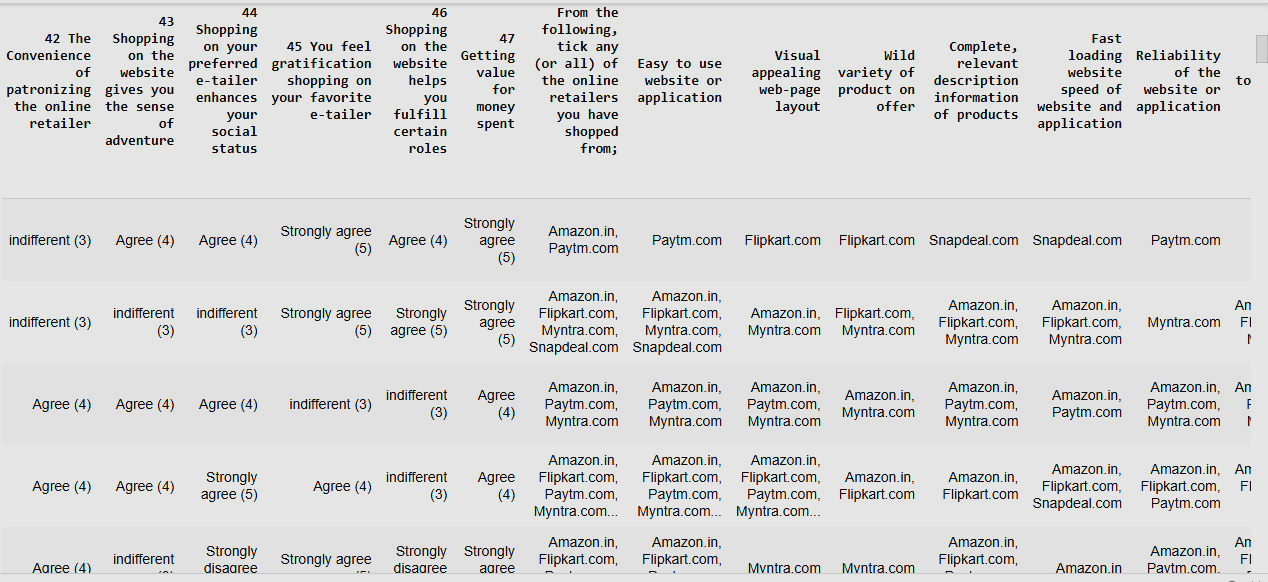 42 The
Convenience
of
patronizing
the online
retailer
43
Shopping
on the
website
gives you
the sense
of
adventure
44
Shopping
on your
preferred
e-tailer
enhances
your
social
status
45 You feel
gratification
shopping on
your favorite
e-tailer
46
Shopping
on the
website
helps
you
fulfill
certain
roles
47
Getting
value
for
money
spent
From the
following,
tick any
(or all) of
the online
retailers
you have
shopped
from;
Easy to use
website or
application
Visual
appealing
web-page
layout
Wild
variety of
product on
offer
Complete,
relevant
description
information
of products
Fast
loading
website
speed of
website and
application
Reliability
of the
website or
application
to
indifferent (3)
Agree (4)
Agree (4)
Strongly agree
(5)
Agree (4)
Strongly
agree
(5)
Amazon.in,
Paytm.com
Paytm.com
Flipkart.com
Flipkart.com
Snapdeal.com
Snapdeal.com
Paytm.com
indifferent (3)
indifferent
(3)
indifferent
(3)
Strongly agree
(5)
Strongly
agree (5)
Strongly
agree
(5)
Amazon.in,
Flipkart.com,
Myntra.com,
Snapdeal.com
Amazon.in,
Flipkart.com,
Myntra.com,
Snapdeal.com
Amazon.in,
Myntra.com
Flipkart.com,
Myntra.com
Amazon.in,
Flipkart.com,
Myntra.com
Amazon.in,
Flipkart.com,
Myntra.com
Myntra.com
Agree (4)
Agree (4)
Agree (4)
indifferent (3)
indifferent
(3)
Agree
(4)
Amazon.in,
Paytm.com,
Myntra.com
Amazon.in,
Paytm.com,
Myntra.com
Amazon.in,
Paytm.com,
Myntra.com
Amazon.in,
Myntra.com
Amazon.in,
Paytm.com,
Myntra.com
Amazon.in,
Paytm.com
Amazon.in,
Paytm.com,
Myntra.com
Agree (4)
Agree (4)
Strongly
agree (5)
Agree (4)
indifferent
(3)
Agree
(4)
Amazon.in,
Flipkart.com,
Paytm.com,
Myntra.com...
Amazon.in,
Flipkart.com,
Paytm.com,
Myntra.com...
Amazon.in,
Flipkart.com,
Paytm.com,
Myntra.com...
Amazon.in,
Flipkart.com
Amazon.in,
Flipkart.com
Amazon.in,
Flipkart.com,
Snapdeal.com
Amazon.in,
Flipkart.com,
Paytm.com
Agree (4)
indifferent
Strongly
disagree
Strongly agree
Strongly
disagree
Strongly
agree
Amazon.in,
Flipkart.com,
Amazon.in,
Flipkart.com,
Myntra.com
Myntra.com
Amazon.in,
Flipkart.com,
Amazon.in
Amazon.in,
Paytm.com,